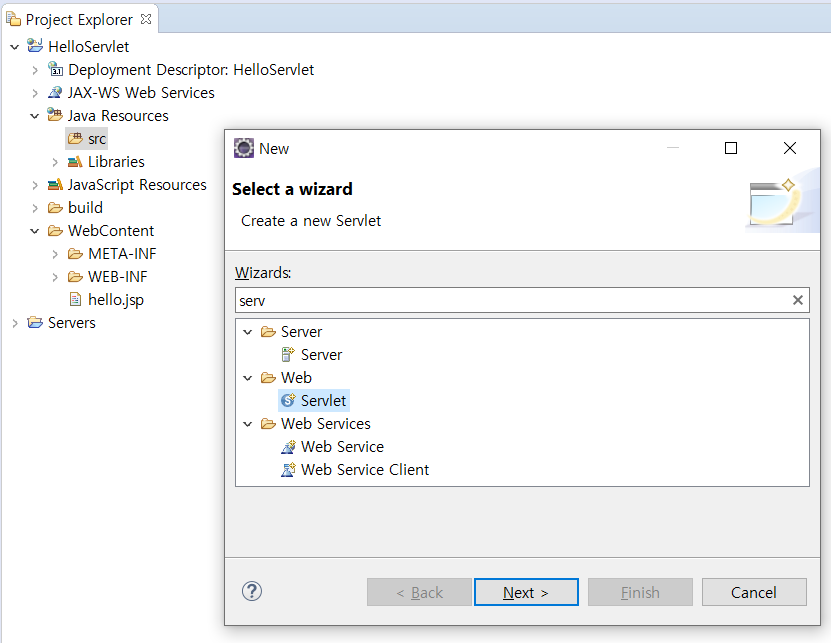 Project Explorer
HelloServlet
3.1 Deployment Descriptor: HelloServlet
JAX-WS Web Services
Java Resources
src
Libraries
JavaScript Resources
build
WebContent
META-INF
WEB-INF
hello.jsp
Servers
New
Select a wizard
Create a new Servlet
Wizards:
serv
Server
Server
Web
S Servlet
Web Services
Web Service
Web Service Client
?
< Back
Next >
Finish
Cancel